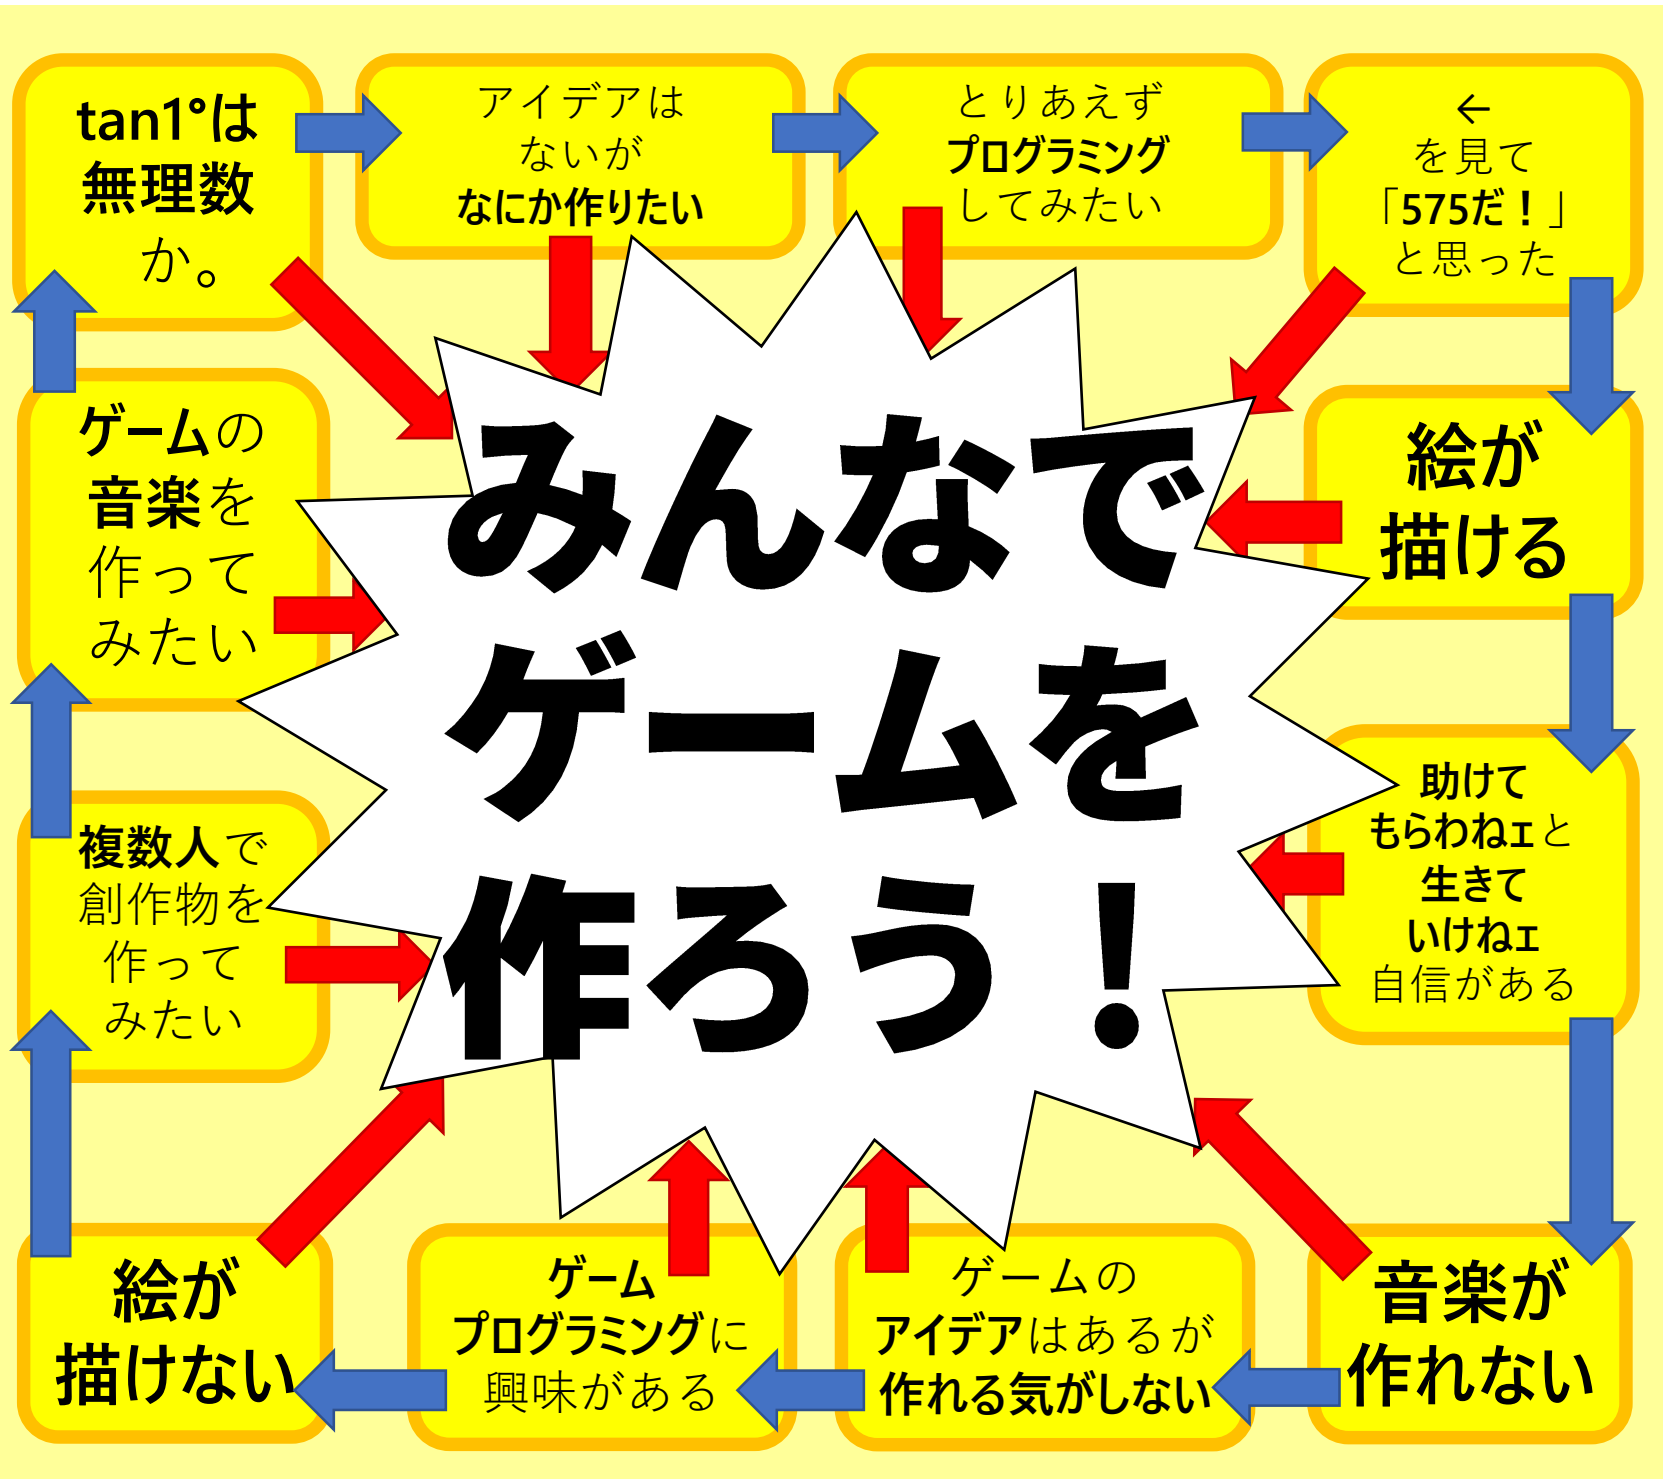 tan1°は
無理数
か。
アイデアは
ないが
なにか作りたい
とりあえず
プログラミング
してみたい
←
を見て
「575だ！」
と思った
絵が
描ける
助けて
もらわねェと
生きて
いけねェ
自信がある
音楽が
作れない
ゲームの
アイデアはあるが
作れる気がしない
ゲーム
プログラミングに
興味がある
絵が
描けない
複数人で
創作物を
作って
みたい
ゲームの
音楽を
作って
みたい
みんなで
ゲームを
作ろう！